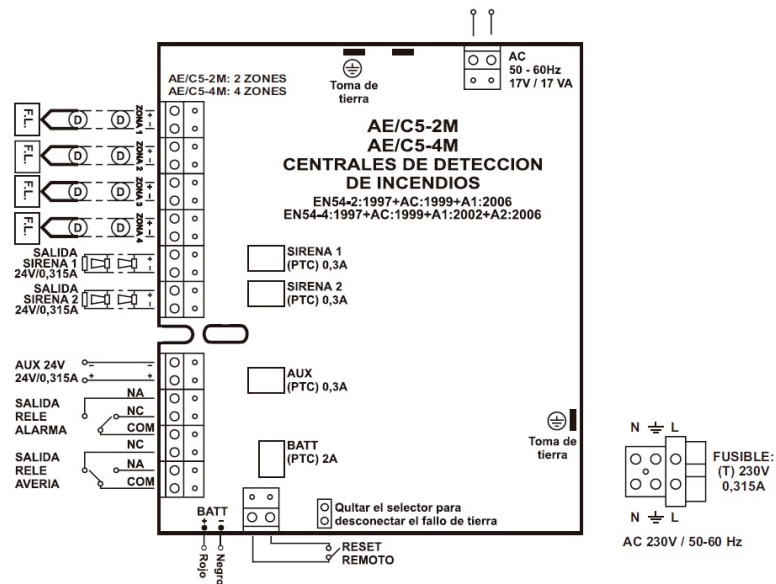 AC
50 - 60Hz
17V / 17 VA
Toma de
tierra
AE/C5-2M: 2 ZONES
AE/C5-4M: 4 ZONES
AE/C5-2M
AE/C5-4M
CENTRALES DE DETECCION
DE INCENDIOS
EN54-2:1997+AC:1999+A1:2006
EN54-4:1997+AC:1999+A1:2002+A2:2006
F.L. D D ZONA 1 + -
F.L. D D ZONA 2 + -
F.L. D D ZONA 3 + -
F.L. D D ZONA 4 + -
SALIDA
SIRENA 1
24V/0,315A
+ -
SALIDA
SIRENA 2
24V/0,315A
+ -
SIRENA 1
(PTC) 0,3A
SIRENA 2
(PTC) 0,3A
AUX 24V -
24V/0,315A +
AUX
(PTC) 0,3A
SALIDA
RELE
ALARMA
NA
NC
COM
SALIDA
RELE
AVERIA
NC
NA
COM
BATT
(PTC) 2A
Toma de
tierra
BATT
+ -
Rojo
Negro
Quitar el selector para
desconectar el fallo de tierra
RESET
REMOTO
N L
FUSIBLE:
(T) 230V
0,315A
N L
AC 230V / 50-60 Hz